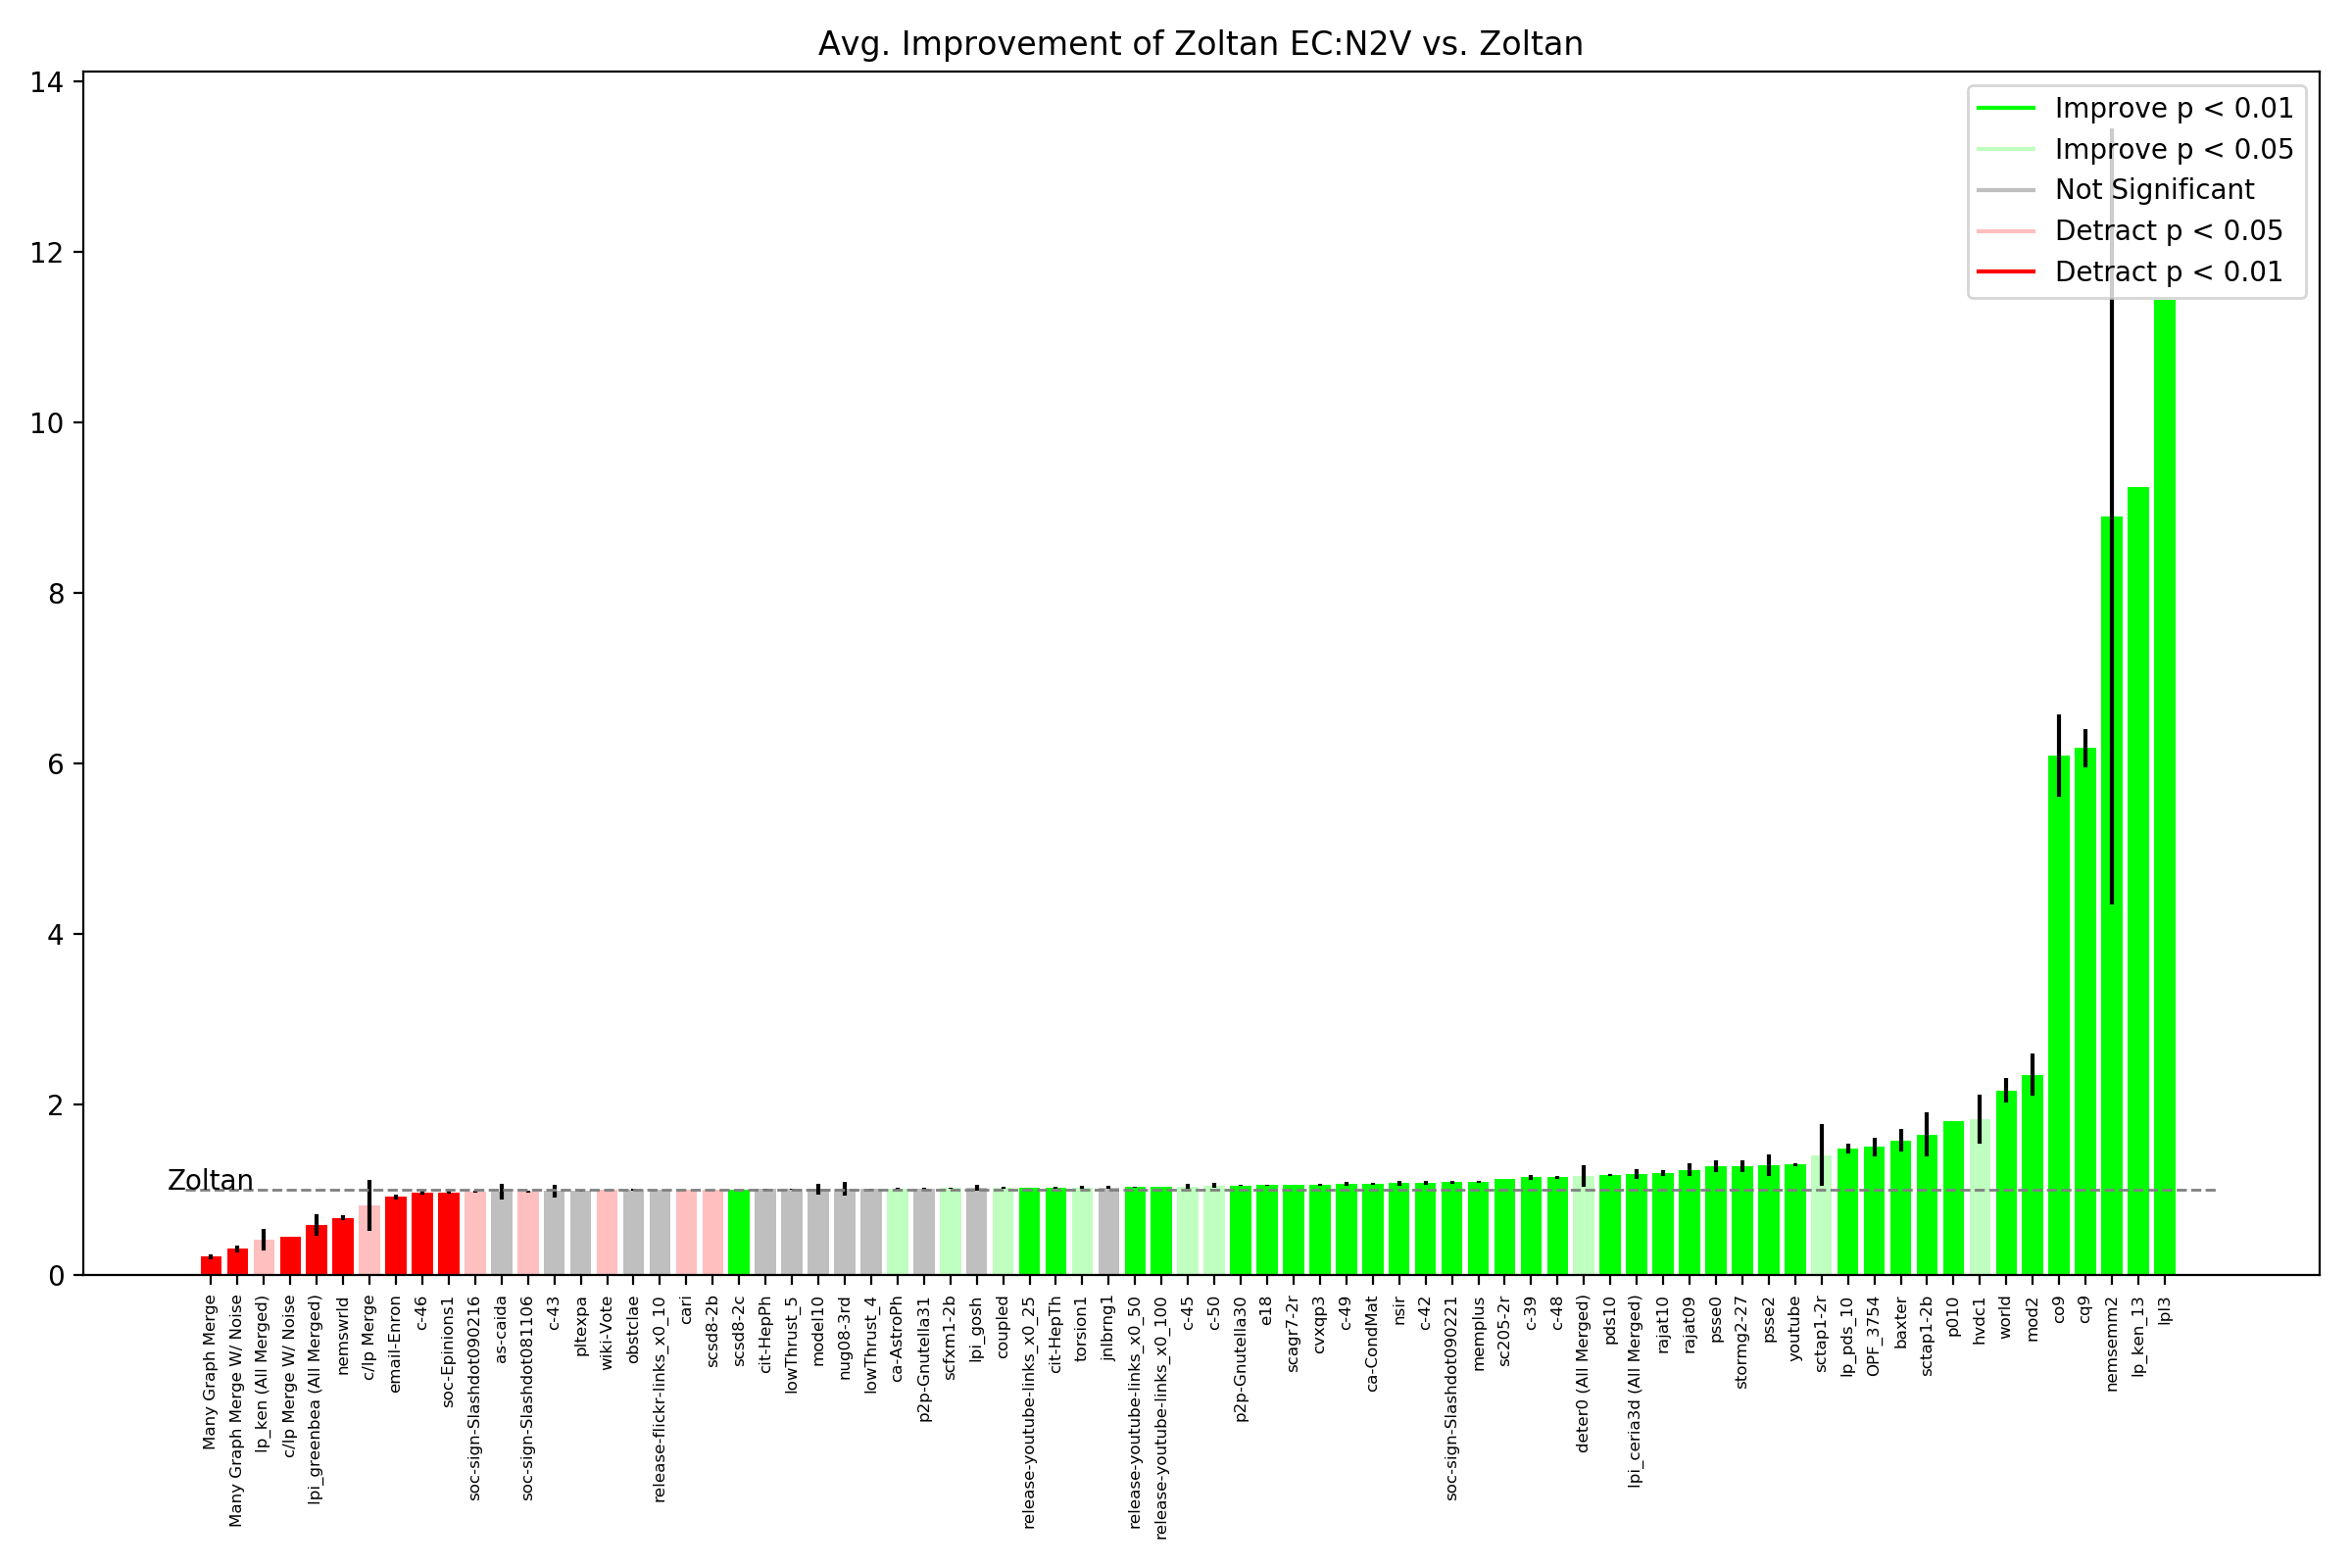 Avg. Improvement of Zoltan EC:N2V vs. Zoltan
14
12
10
8
6
4
2
0
Improve p < 0.01
Improve p < 0.05
Not Significant
Detract p < 0.05
Detract p < 0.01
Zoltan
Many Graph Merge
Many Graph Merge W/ Noise
lp_ken (All Merged)
c/lp Merge W/ Noise
lpi_greenbea (All Merged)
nemswrld
c/lp Merge
email-Enron
c-46
soc-Epinions1
soc-sign-Slashdot090216
as-caida
soc-sign-Slashdot081106
c-43
pltexpa
wiki-Vote
obstclae
release-flickr-links_x0_10
cari
scsd8-2b
scsd8-2c
cit-HepPh
lowThrust_5
model10
nug08-3rd
lowThrust_4
ca-AstroPh
p2p-Gnutella31
scfxm1-2b
lpi_gosh
coupled
release-youtube-links_x0_25
cit-HepTh
torsion1
jnlbrng1
release-youtube-links_x0_50
release-youtube-links_x0_100
c-45
c-50
p2p-Gnutella30
e18
scagr7-2r
cvxqp3
c-49
ca-CondMat
nsir
c-42
soc-sign-Slashdot090221
memplus
sc205-2r
c-39
c-48
deter0 (All Merged)
pds10
lpi_ceria3d (All Merged)
rajat10
rajat09
psse0
stormg2-27
psse2
youtube
sctap1-2r
lp_pds_10
OPF_3754
baxter
sctap1-2b
p010
hvdc1
world
mod2
co9
cq9
nemsemm2
lp_ken_13
lpl3